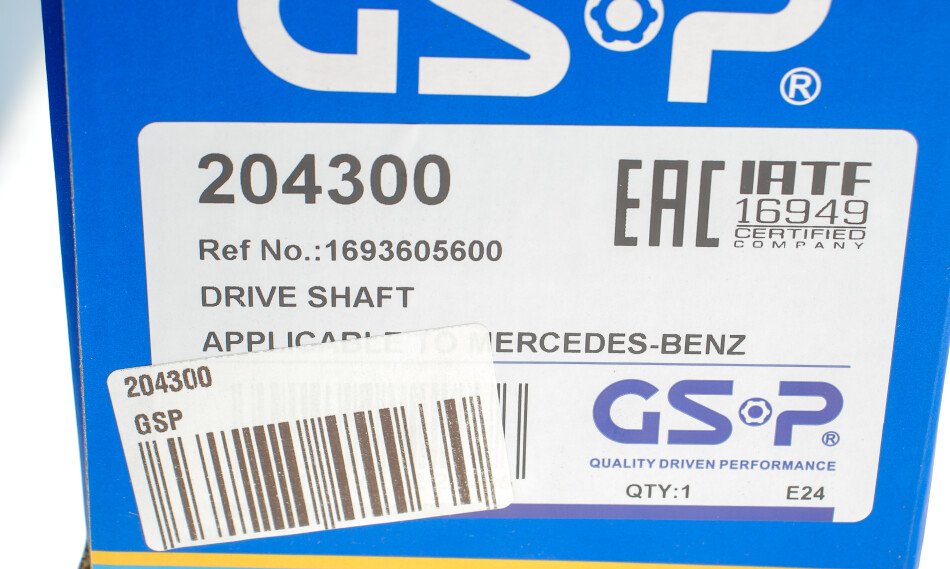 GSP®
204300
EAC
IATF
16949
CERTIFIED
COMPANY
Ref No.:1693605600
DRIVE SHAFT
APPLICABLE TO MERCEDES-BENZ
204300
GSP
GSP®
QUALITY DRIVEN PERFORMANCE
QTY:1 E24